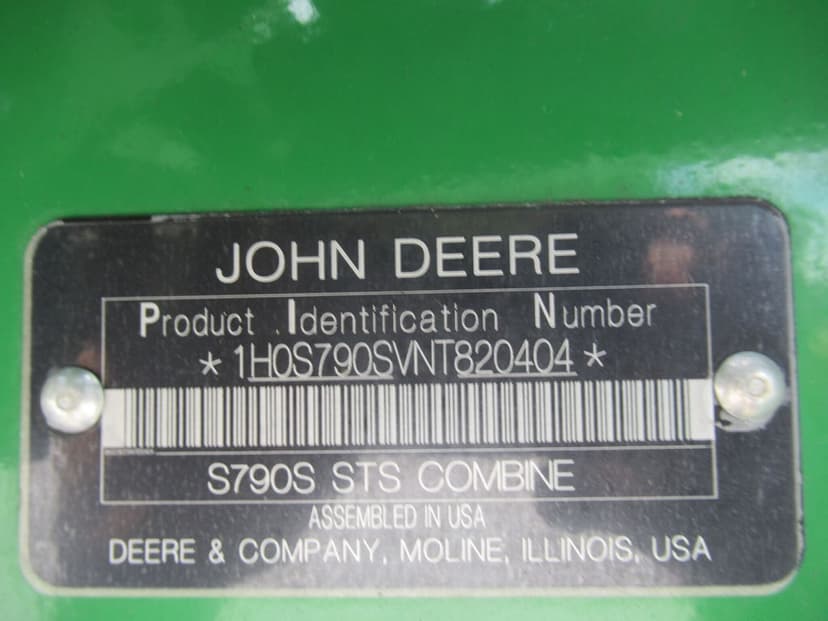 JOHN DEERE
Product Identification Number
*1H0S790SVNT820404*
S790S STS COMBINE
ASSEMBLED IN USA
DEERE & COMPANY, MOLINE, ILLINOIS, USA